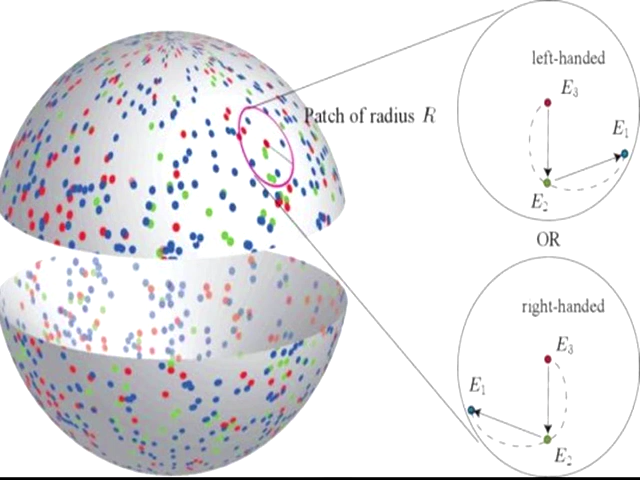 Patch of radius R
left-handed
E₃
E₁
E₂
OR
right-handed
E₃
E₁
E₂